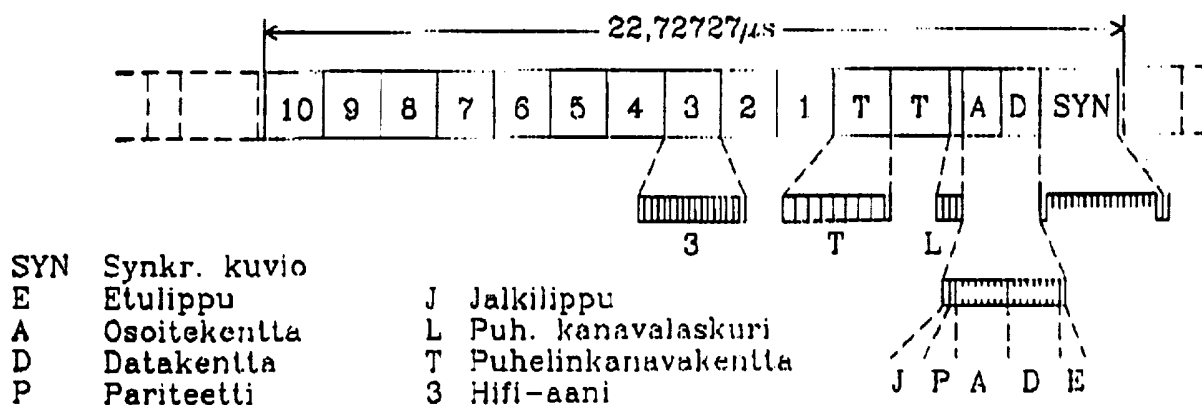 22,72727µs
10 9 8 7 6 5 4 3 2 1 T T A D SYN
3 T L
SYN Synkr. kuvio
E Etulippu J Jalkilippu
A Osoitekentta L Puh. kanavalaskuri
D Datakentta T Puhelinkanavakentta
P Pariteetti 3 Hifi-aani
J P A D E